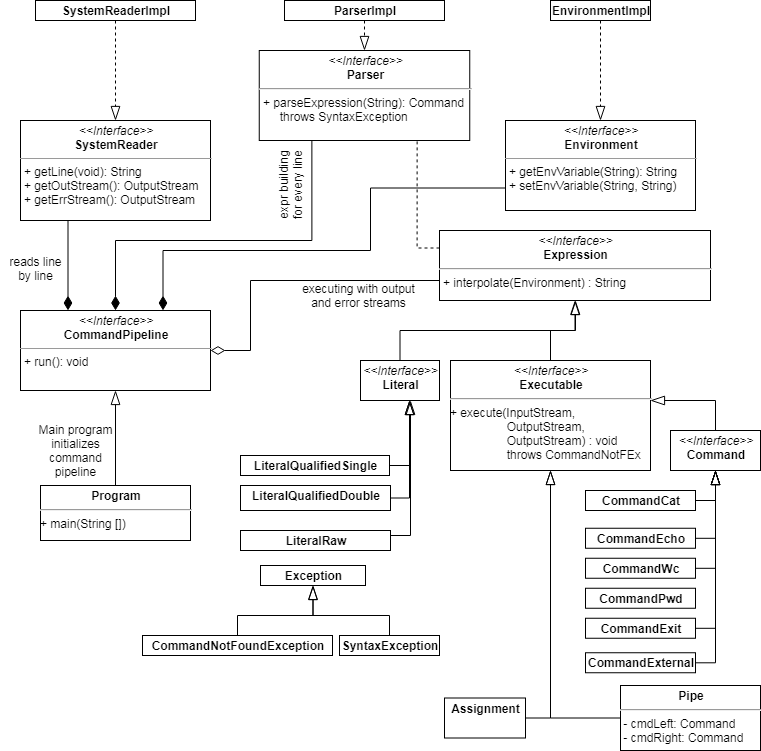 SystemReaderImpl
ParserImpl
EnvironmentImpl
<<Interface>>
Parser
+ parseExpression(String): Command
throws SyntaxException
<<Interface>>
SystemReader
+ getLine(void): String
+ getOutStream(): OutputStream
+ getErrStream(): OutputStream
<<Interface>>
Environment
+ getEnvVariable(String): String
+ setEnvVariable(String, String)
expr building
for every line
reads line
by line
<<Interface>>
Expression
+ interpolate(Environment) : String
executing with output
and error streams
<<Interface>>
CommandPipeline
+ run(): void
<<Interface>>
Literal
<<Interface>>
Executable
+ execute(InputStream,
OutputStream,
OutputStream) : void
throws CommandNotFEx
<<Interface>>
Command
Main program
initializes
command
pipeline
Program
+ main(String [])
LiteralQualifiedSingle
LiteralQualifiedDouble
LiteralRaw
CommandCat
CommandEcho
CommandWc
CommandPwd
CommandExit
CommandExternal
Exception
CommandNotFoundException
SyntaxException
Assignment
Pipe
- cmdLeft: Command
- cmdRight: Command